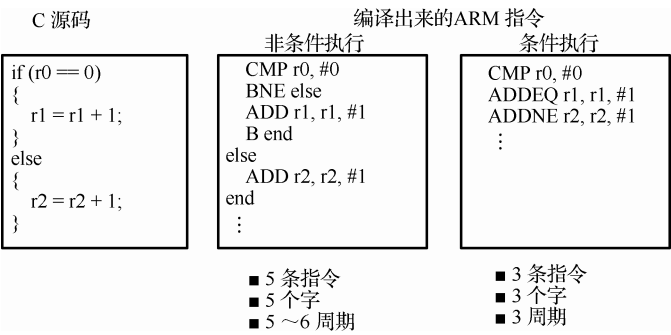 C 源码
编译出来的ARM 指令
非条件执行
条件执行
if (r0 == 0)
{
r1 = r1 + 1;
}
else
{
r2 = r2 + 1;
}
CMP r0, #0
BNE else
ADD r1, r1, #1
B end
else
ADD r2, r2, #1
end
⋮
■ 5 条指令
■ 5 个字
■ 5 ～6 周期
CMP r0, #0
ADDEQ r1, r1, #1
ADDNE r2, r2, #1
⋮
■ 3 条指令
■ 3 个字
■ 3 周期